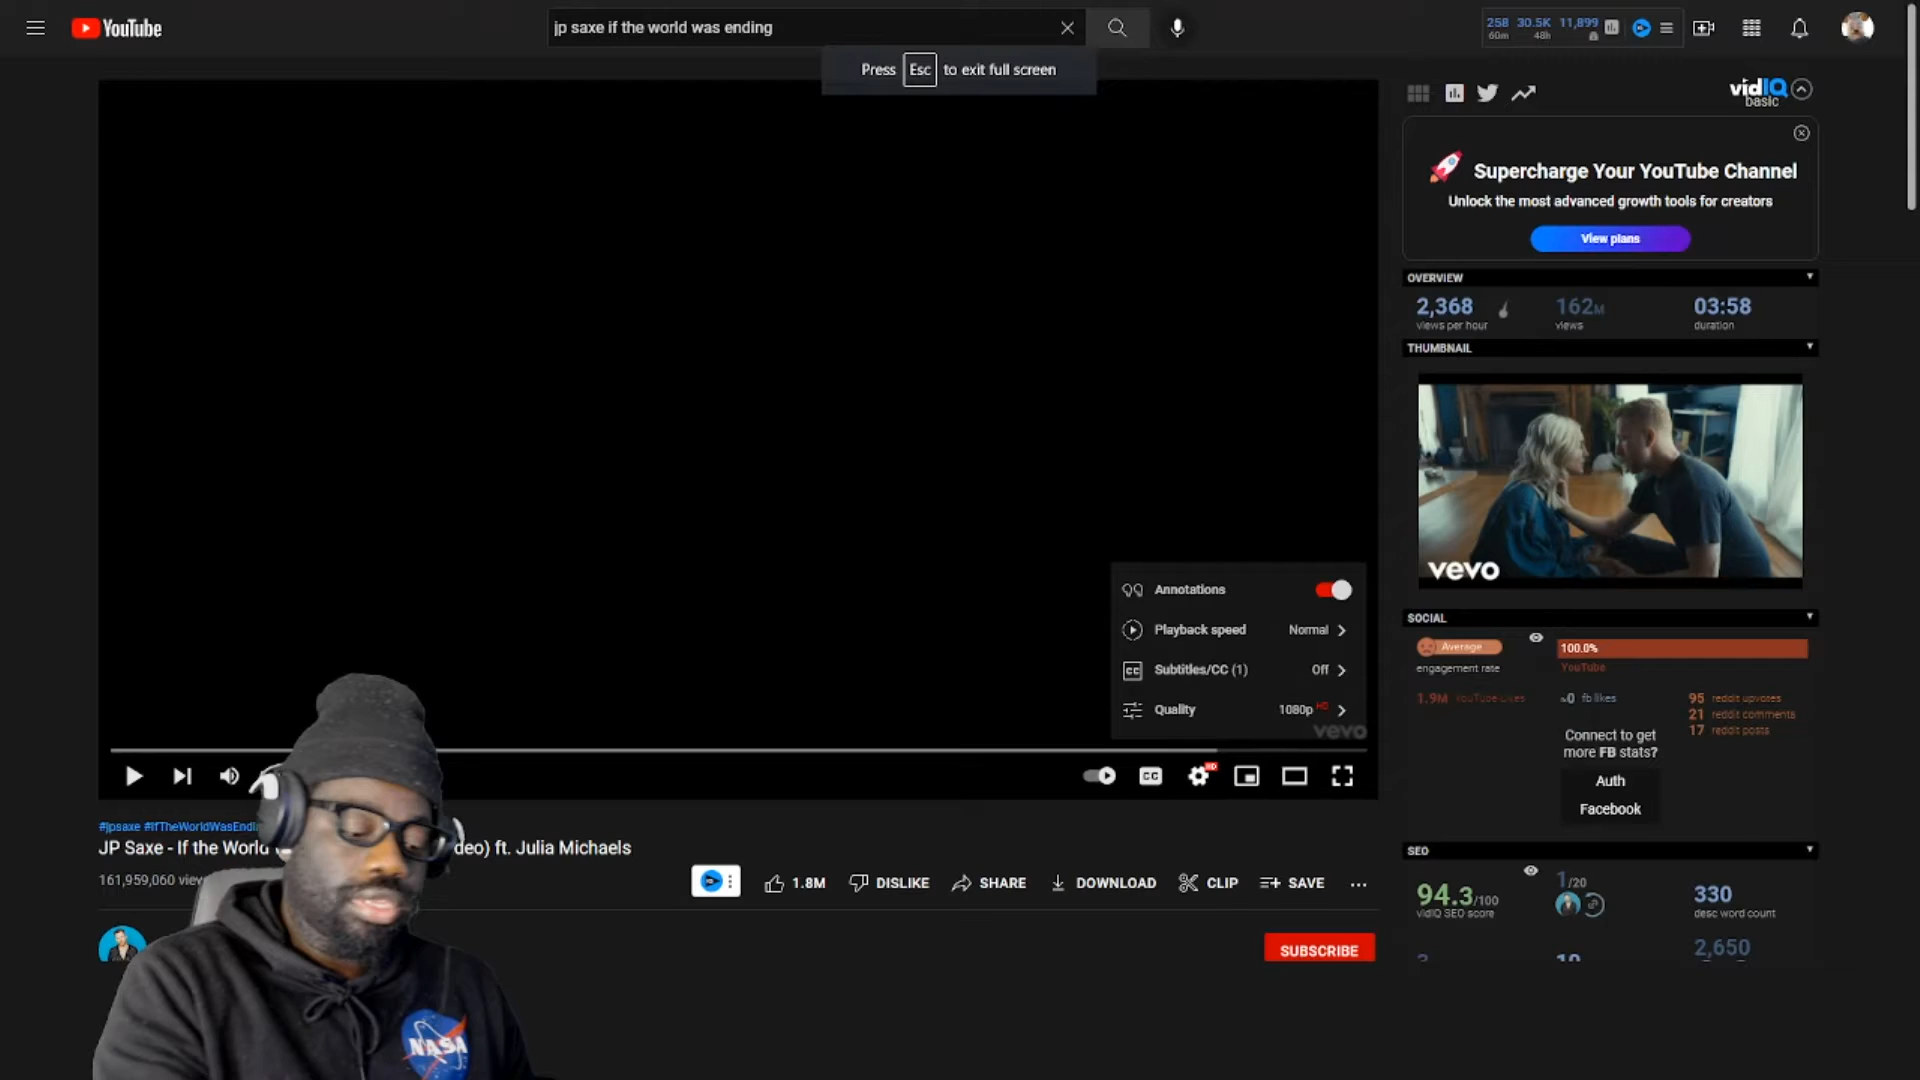 YouTube
jp saxe if the world was ending
258 30.5K 11,899
60m 48h
Press Esc to exit full screen
vidIQ
basic
Supercharge Your YouTube Channel
Unlock the most advanced growth tools for creators
View plans
OVERVIEW
2,368 162M 03:58
views per hour views duration
THUMBNAIL
vevo
Annotations
Playback speed Normal
Subtitles/CC (1) Off
Quality 1080p HD
vevo
CC
HD
SOCIAL
Average 100.0%
engagement rate YouTube
1.9M YouTube Likes 0 fb likes 95 reddit upvotes
21 reddit comments
17 reddit posts
Connect to get
more FB stats?
Auth
Facebook
#jpsaxe #IfTheWorldWasEndi
JP Saxe - If the World deo) ft. Julia Michaels
161,959,060 view
1.8M DISLIKE SHARE DOWNLOAD CLIP SAVE
SUBSCRIBE
SEO
94.3/100 1/20 330
vidIQ SEO score desc word count
2,650
NASA